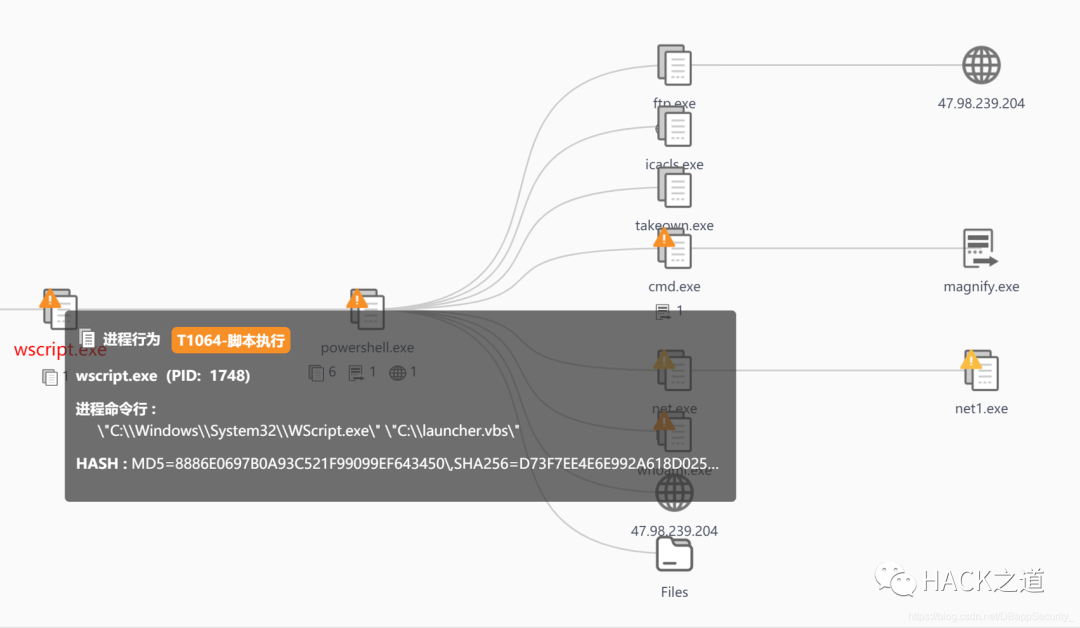 ftp.exe
47.98.239.204
icacls.exe
takeown.exe
cmd.exe
1
magnify.exe
wscript.exe
1
powershell.exe
6 1 1
进程行为 T1064-脚本执行
wscript.exe (PID: 1748)
进程命令行：
\"C:\\Windows\\System32\\WScript.exe\" \"C:\\launcher.vbs\"
HASH：MD5=8886E0697B0A93C521F99099EF643450\,SHA256=D73F7EE4E6E992A618D025...
net.exe
net1.exe
whoami.exe
47.98.239.204
Files
HACK之道
https://blog.csdn.net/DBappSecurity_